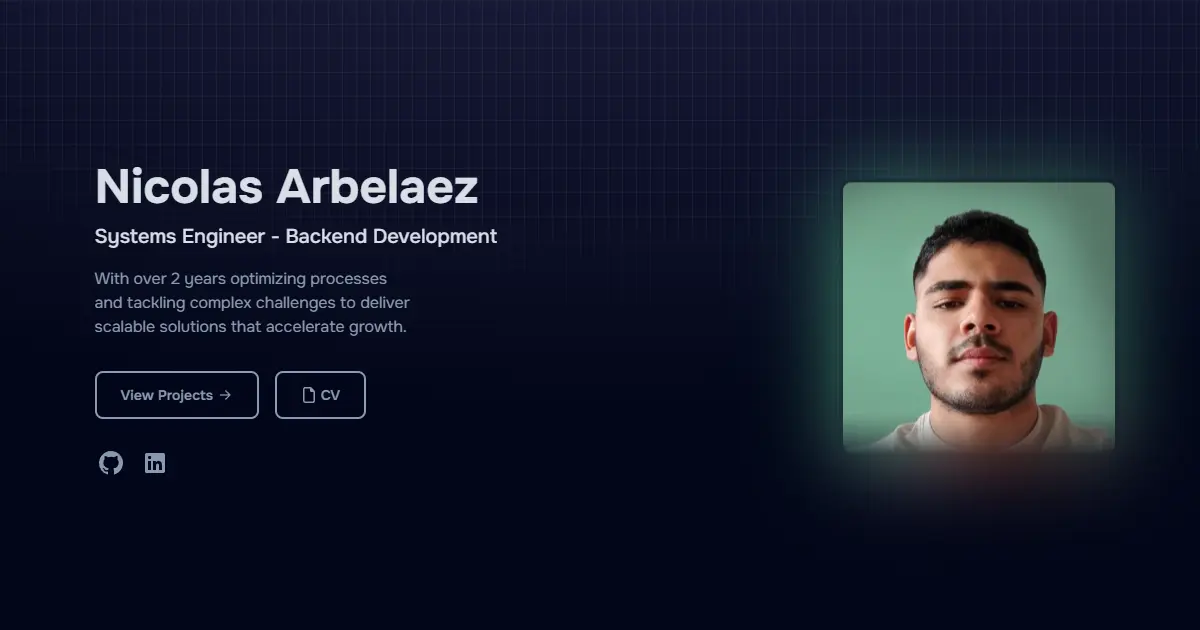 Nicolas Arbelaez
Systems Engineer - Backend Development
With over 2 years optimizing processes
and tackling complex challenges to deliver
scalable solutions that accelerate growth.
View Projects →
CV
in